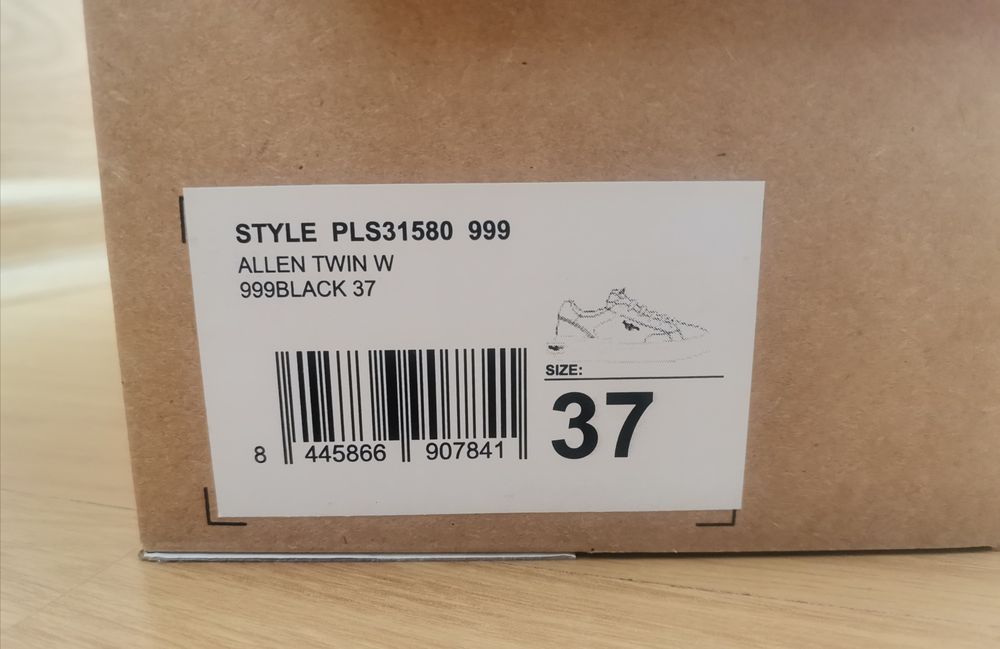 STYLE PLS31580 999
ALLEN TWIN W
999BLACK 37
8 445866 907841
SIZE:
37